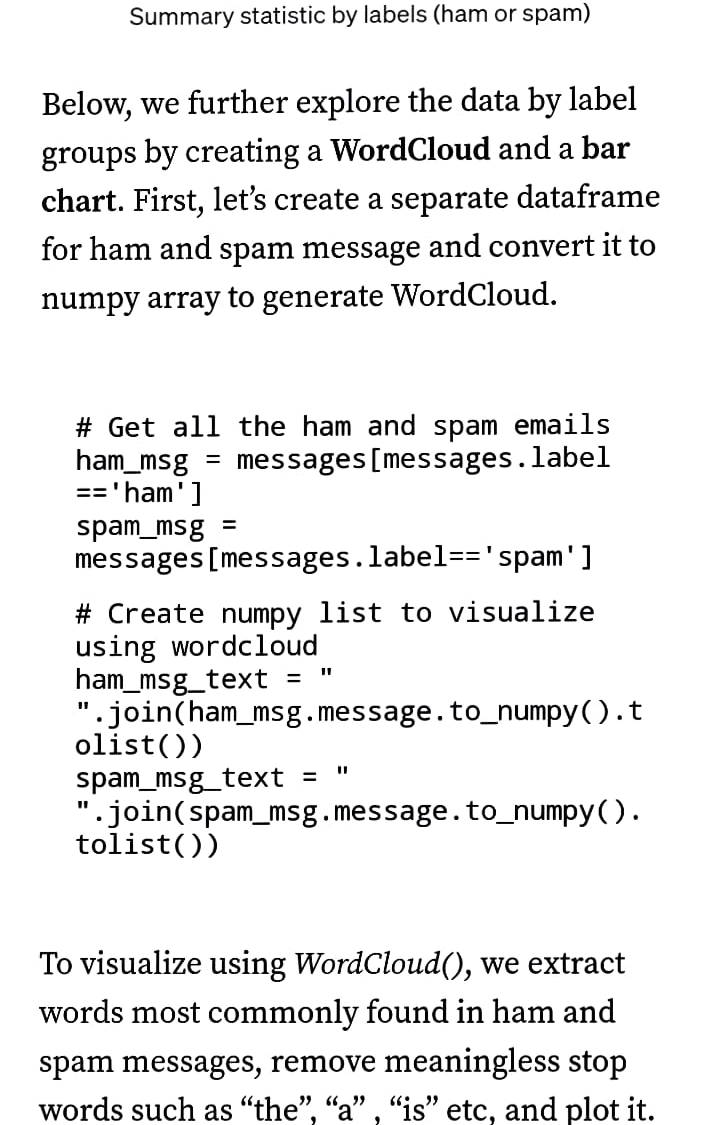 Summary statistic by labels (ham or spam)
Below, we further explore the data by label
groups by creating a WordCloud and a bar
chart. First, let’s create a separate dataframe
for ham and spam message and convert it to
numpy array to generate WordCloud.
# Get all the ham and spam emails
ham_msg = messages[messages.label
=='ham']
spam_msg =
messages[messages.label=='spam']
# Create numpy list to visualize
using wordcloud
ham_msg_text = "
".join(ham_msg.message.to_numpy().t
olist())
spam_msg_text = "
".join(spam_msg.message.to_numpy().
tolist())
To visualize using WordCloud(), we extract
words most commonly found in ham and
spam messages, remove meaningless stop
words such as “the”, “a” , “is” etc, and plot it.